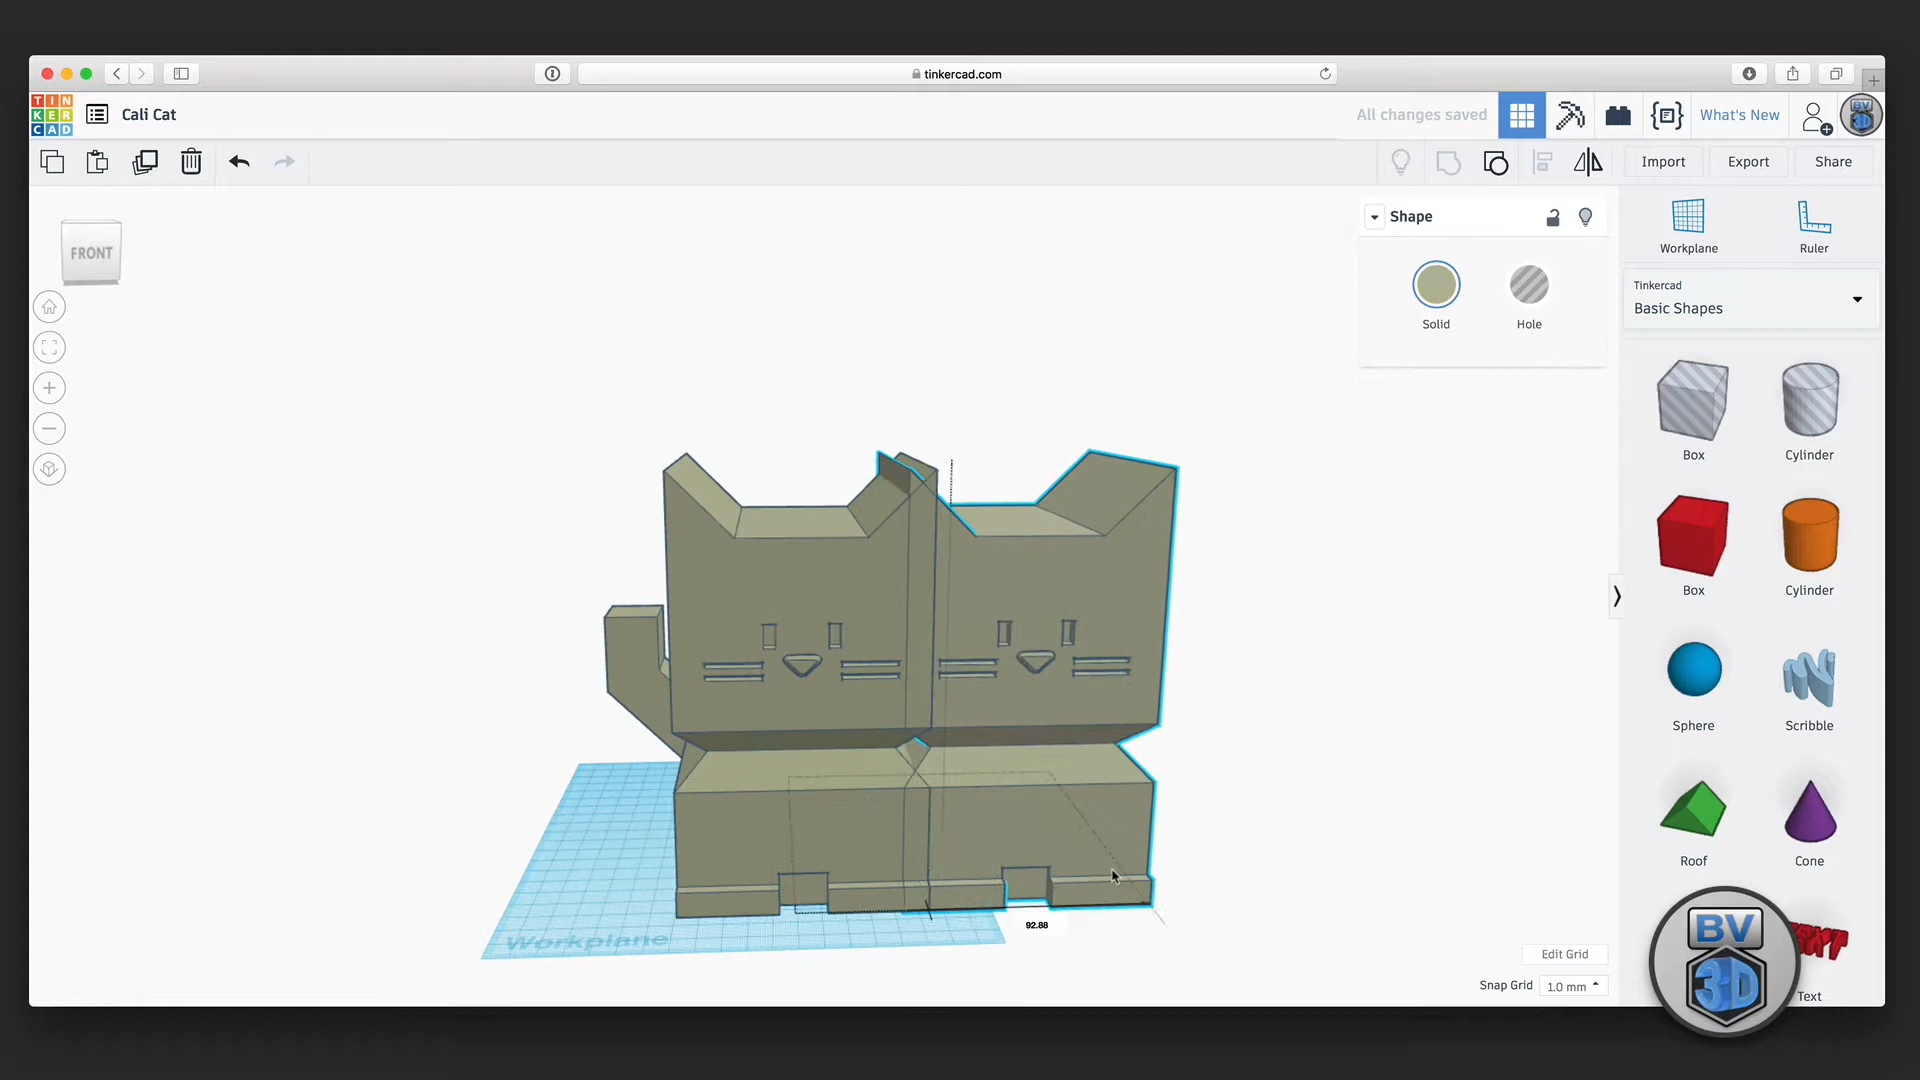 tinkercad.com
TIN
KER
CAD
Cali Cat
All changes saved
What's New
BV
3D
Import
Export
Share
FRONT
Shape
Solid
Hole
Workplane
Ruler
Tinkercad
Basic Shapes
Box
Cylinder
Box
Cylinder
Sphere
Scribble
Roof
Cone
Workplane
92.88
Edit Grid
Snap Grid
1.0 mm
Text
BV
3D